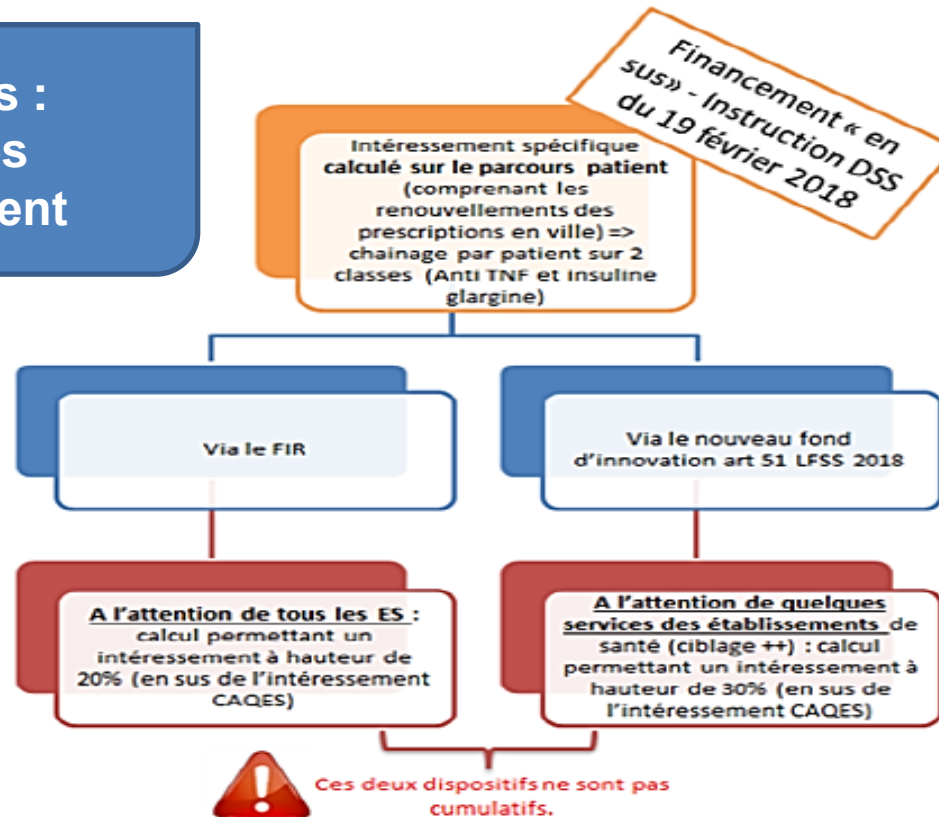 s :
s
ent
Financement « en
sus» - Instruction DSS
du 19 février 2018
Intéressement spécifique
calculé sur le parcours patient
(comprenant les
renouvellements des
prescriptions en ville) =>
chainage par patient sur 2
classes (Anti TNF et insuline
glargine)
Via le FIR
Via le nouveau fond
d'innovation art 51 LFSS 2018
A l'attention de tous les ES :
calcul permettant un
intéressement à hauteur de
20% (en sus de l'intéressement
CAQES)
A l'attention de quelques
services des établissements de
santé (ciblage ++) : calcul
permettant un intéressement à
hauteur de 30% (en sus de
l'intéressement CAQES)
Ces deux dispositifs ne sont pas
cumulatifs.